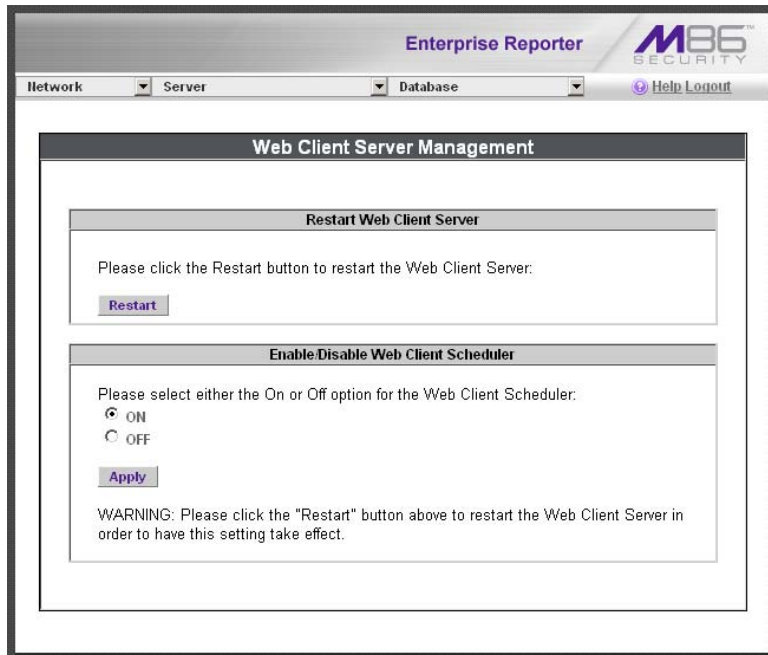 Enterprise Reporter
M86™
SECURITY
Network
Server
Database
Help Logout
Web Client Server Management
Restart Web Client Server
Please click the Restart button to restart the Web Client Server:
Restart
Enable/Disable Web Client Scheduler
Please select either the On or Off option for the Web Client Scheduler:
ON
OFF
Apply
WARNING: Please click the "Restart" button above to restart the Web Client Server in
order to have this setting take effect.